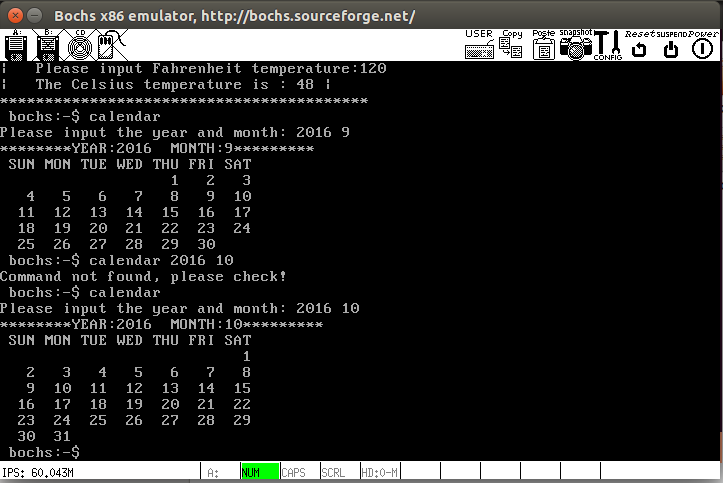 Bochs x86 emulator, http://bochs.sourceforge.net/
A: B: CD USER Copy Paste snapshot CONFIG Reset SUSPEND Power
|   Please input Fahrenheit temperature:120
|   The Celsius temperature is : 48 |
*****************************************
 bochs:~$ calendar
Please input the year and month: 2016 9
********YEAR:2016  MONTH:9*********
 SUN MON TUE WED THU FRI SAT
                   1   2   3
   4   5   6   7   8   9  10
  11  12  13  14  15  16  17
  18  19  20  21  22  23  24
  25  26  27  28  29  30
 bochs:~$ calendar 2016 10
Command not found, please check!
 bochs:~$ calendar
Please input the year and month: 2016 10
********YEAR:2016  MONTH:10*********
 SUN MON TUE WED THU FRI SAT
                           1
   2   3   4   5   6   7   8
   9  10  11  12  13  14  15
  16  17  18  19  20  21  22
  23  24  25  26  27  28  29
  30  31
 bochs:~$
IPS: 60.043M A: NUM CAPS SCRL HD:0-M